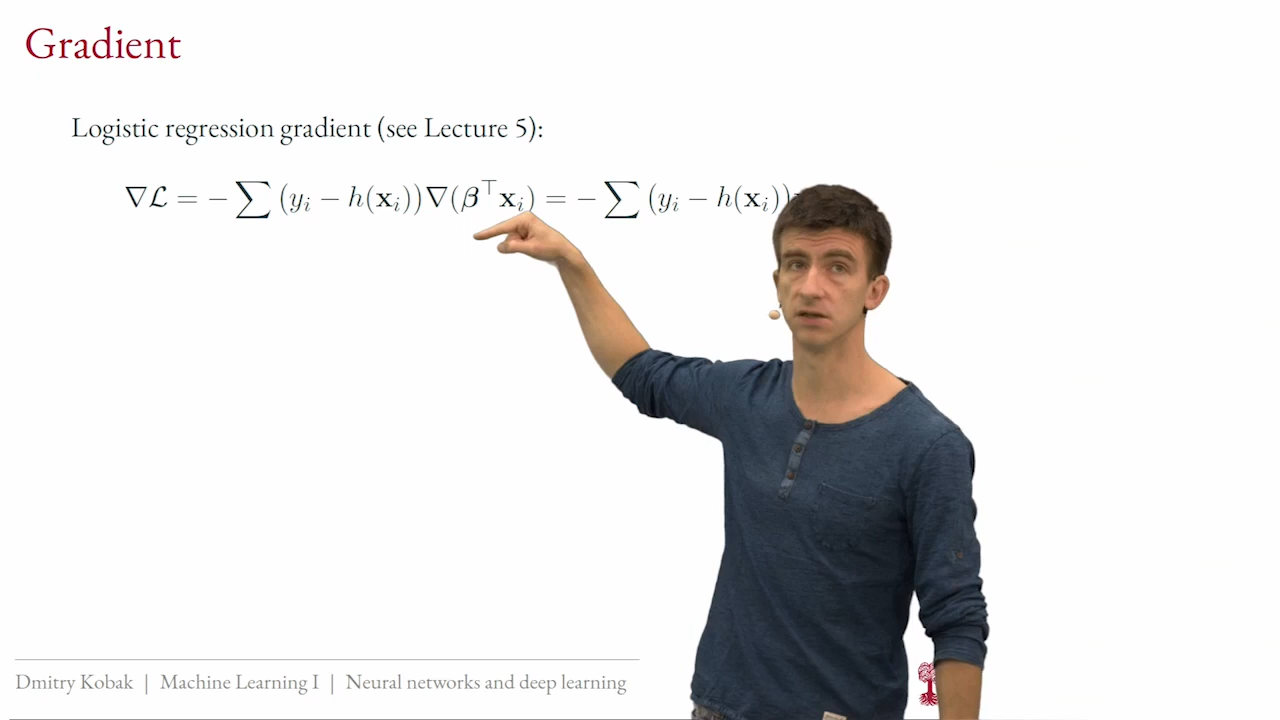 Gradient
Logistic regression gradient (see Lecture 5):
∇ℒ = −∑ (yᵢ − h(𝐱ᵢ))∇(𝜷⊤𝐱ᵢ) = −∑ (yᵢ − h(𝐱ᵢ))
Dmitry Kobak | Machine Learning I | Neural networks and deep learning